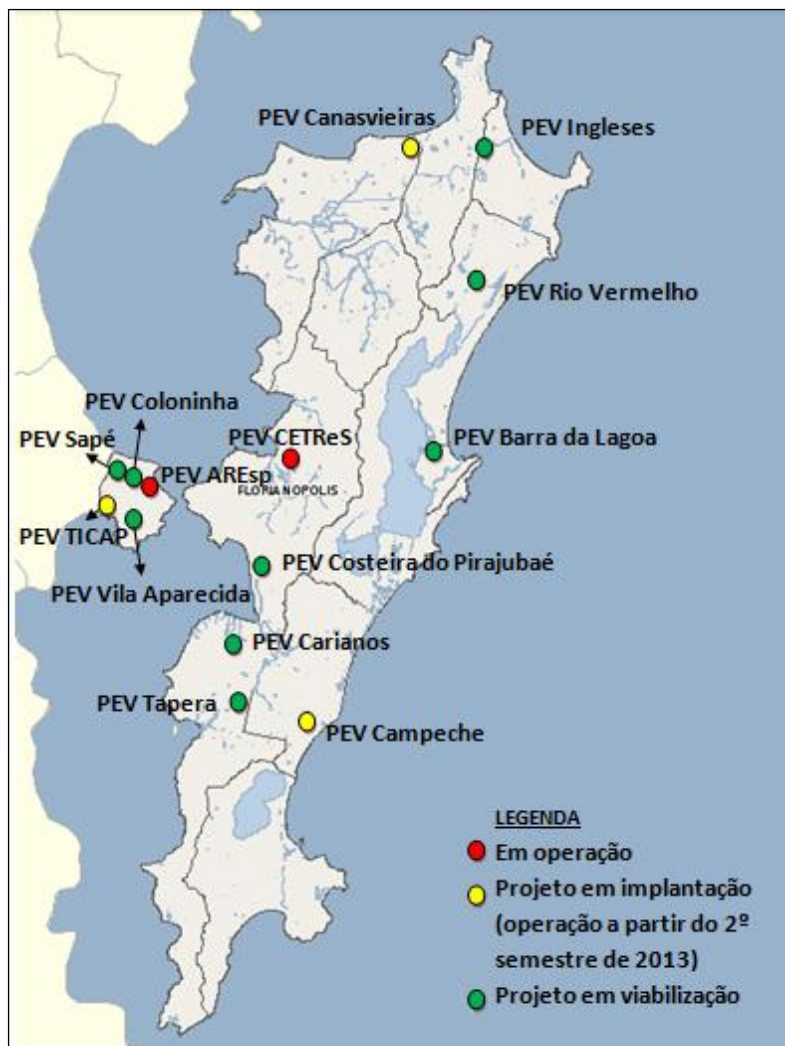 PEV Canasvieiras
PEV Ingleses
PEV Rio Vermelho
PEV Coloninha
PEV Sapé
PEV CETReS
PEV Barra da Lagoa
PEV AREsp
FLORIANOPOLIS
PEV TICAP
PEV Costeira do Pirajubaé
PEV Vila Aparecida
PEV Carianos
PEV Tapera
PEV Campeche
LEGENDA
Em operação
Projeto em implantação
(operação a partir do 2º
semestre de 2013)
Projeto em viabilização